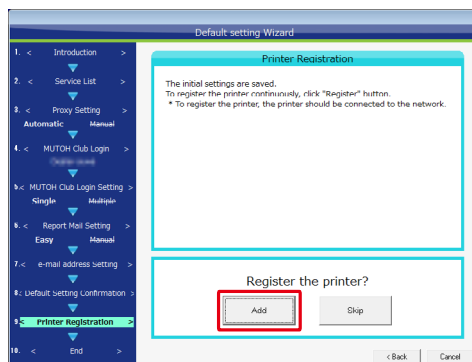 Default setting Wizard
1. < Introduction >
2. < Service List >
3. < Proxy Setting >
Automatic Manual
4. < MUTOH Club Login >
5.< MUTOH Club Login Setting >
Single Multiple
6. < Report Mail Setting >
Easy Manual
7.< e-mail address Setting >
8.< Default Setting Confirmation >
9.< Printer Registration >
10. < End >
Printer Registration
The initial settings are saved.
To register the printer continuously, click "Register" button.
* To register the printer, the printer should be connected to the network.
Register the printer?
Add Skip
< Back Cancel